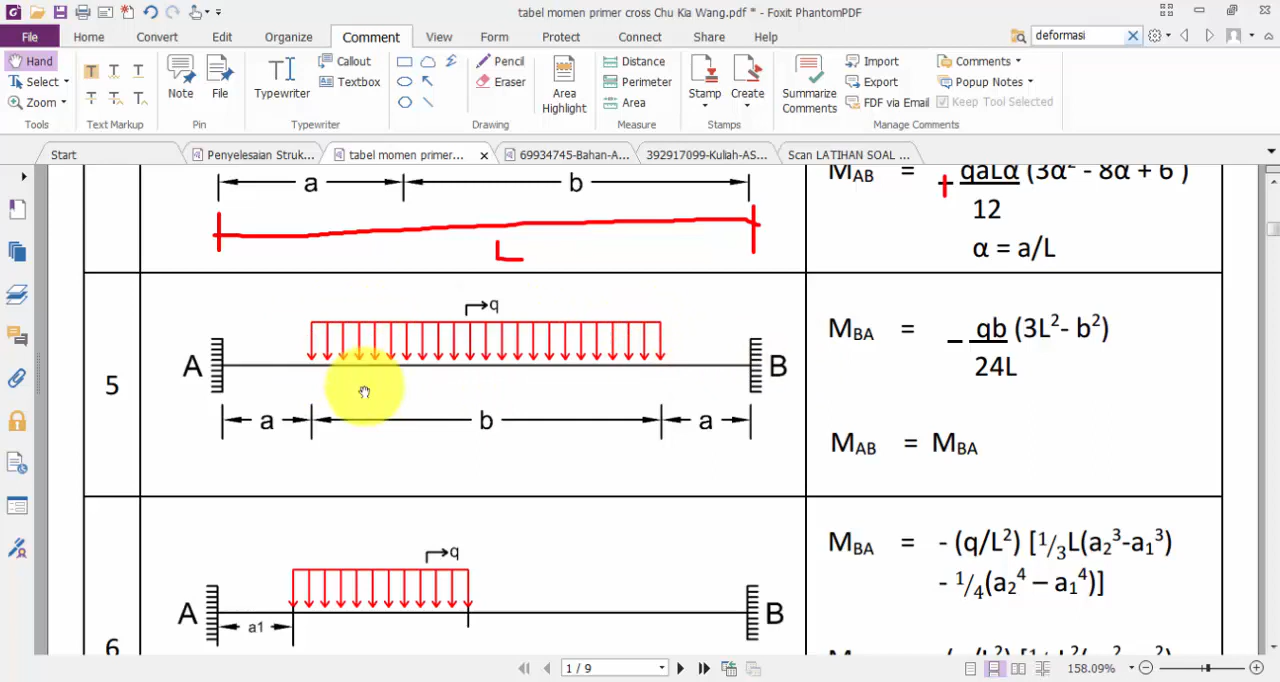 tabel momen primer cross Chu Kia Wang.pdf * - Foxit PhantomPDF
File Home Convert Edit Organize Comment View Form Protect Connect Share Help deformasi
Hand
Select
Zoom
Tools
Text Markup
Note
File
Pin
Typewriter
Callout
Textbox
Typewriter
Pencil
Eraser
Drawing
Area
Highlight
Distance
Perimeter
Area
Measure
Stamp
Create
Stamps
Summarize
Comments
Import
Export
FDF via Email
Comments
Popup Notes
Keep Tool Selected
Manage Comments
Start
Penyelesaian Struk...
tabel momen primer...
69934745-Bahan-A...
392917099-Kuliah-AS...
Scan LATIHAN SOAL ...
a b
L
M_AB = + qaLα (3α² - 8α + 6 )
12
α = a/L
5
q
A B
a b a
M_BA = - qb (3L² - b²)
24L
M_AB = M_BA
6
q
A B
a1
M_BA = - (q/L²) [¹/₃L(a₂³-a₁³)
- ¹/₄(a₂⁴ – a₁⁴)]
1 / 9
158.09%